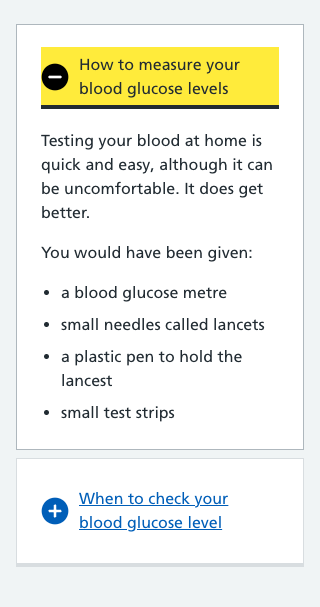 How to measure your
blood glucose levels
Testing your blood at home is
quick and easy, although it can
be uncomfortable. It does get
better.
You would have been given:
• a blood glucose metre
• small needles called lancets
• a plastic pen to hold the
lancest
• small test strips
When to check your
blood glucose level